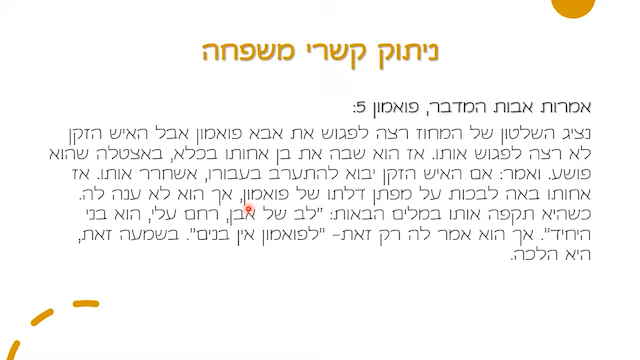 ניתוק קשרי משפחה
אמרות אבות המדבר, פואמון 5:
נציג השלטון של המחוז רצה לפגוש את אבא פואמון אבל האיש הזקן
לא רצה לפגוש אותו. אז הוא שבה את בן אחותו בכלא, באצטלה שהוא
פושע. ואמר: אם האיש הזקן יבוא להתערב בעבורו, אשחרר אותו. אז
אחותו באה לבכות על מפתן דלתו של פואמון, אך הוא לא ענה לה.
כשהיא תקפה אותו במלים הבאות: "לב של אבן, רחם עלי, הוא בני
היחיד". אך הוא אמר לה רק זאת– "לפואמון אין בנים". בשמעה זאת,
היא הלכה.